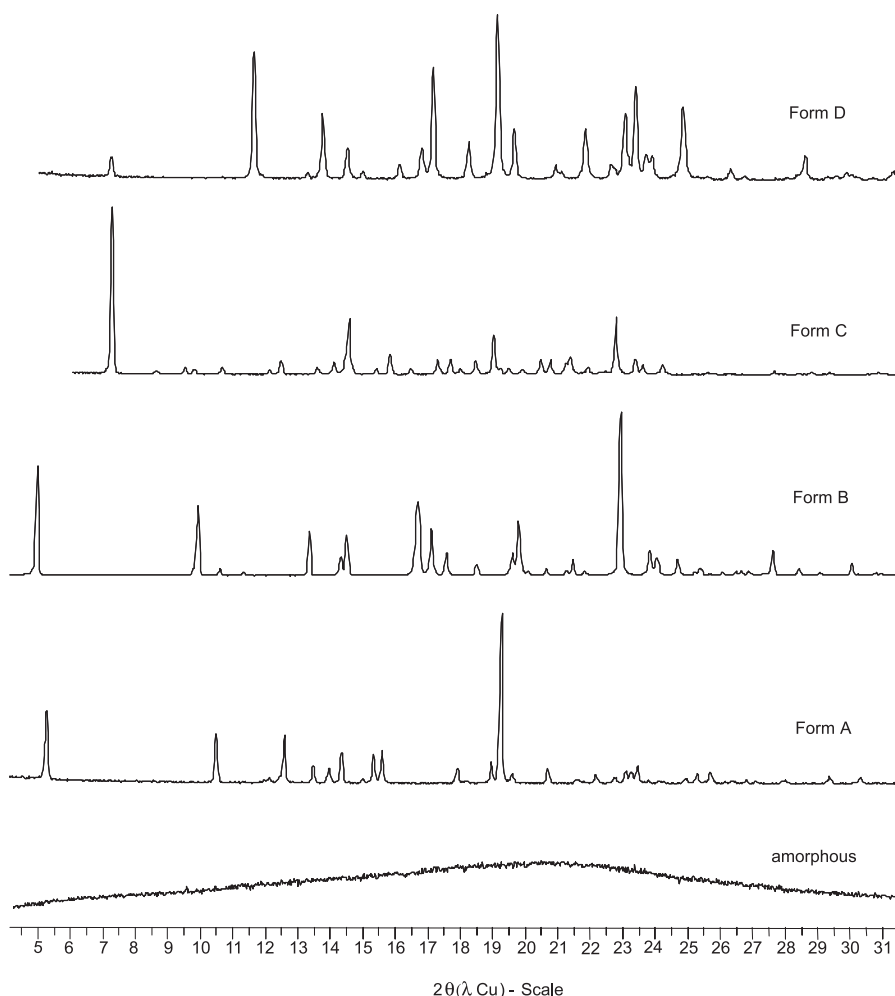 Form D
Form C
Form B
Form A
amorphous
5 6 7 8 9 10 11 12 13 14 15 16 17 18 19 20 21 22 23 24 25 26 27 28 29 30 31
2θ(λ Cu) - Scale